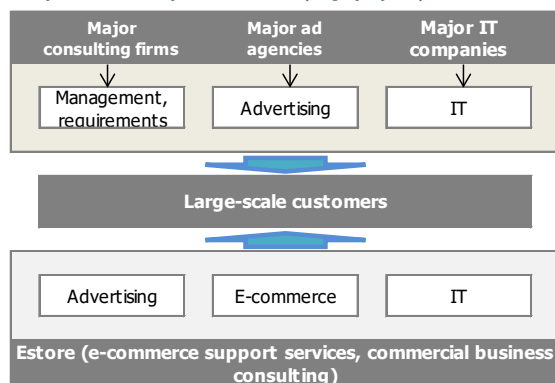 Major Major ad Major IT
consulting firms agencies companies
Management, Advertising IT
requirements
Large-scale customers
Advertising E-commerce IT
Estore (e-commerce support services, commercial business
consulting)